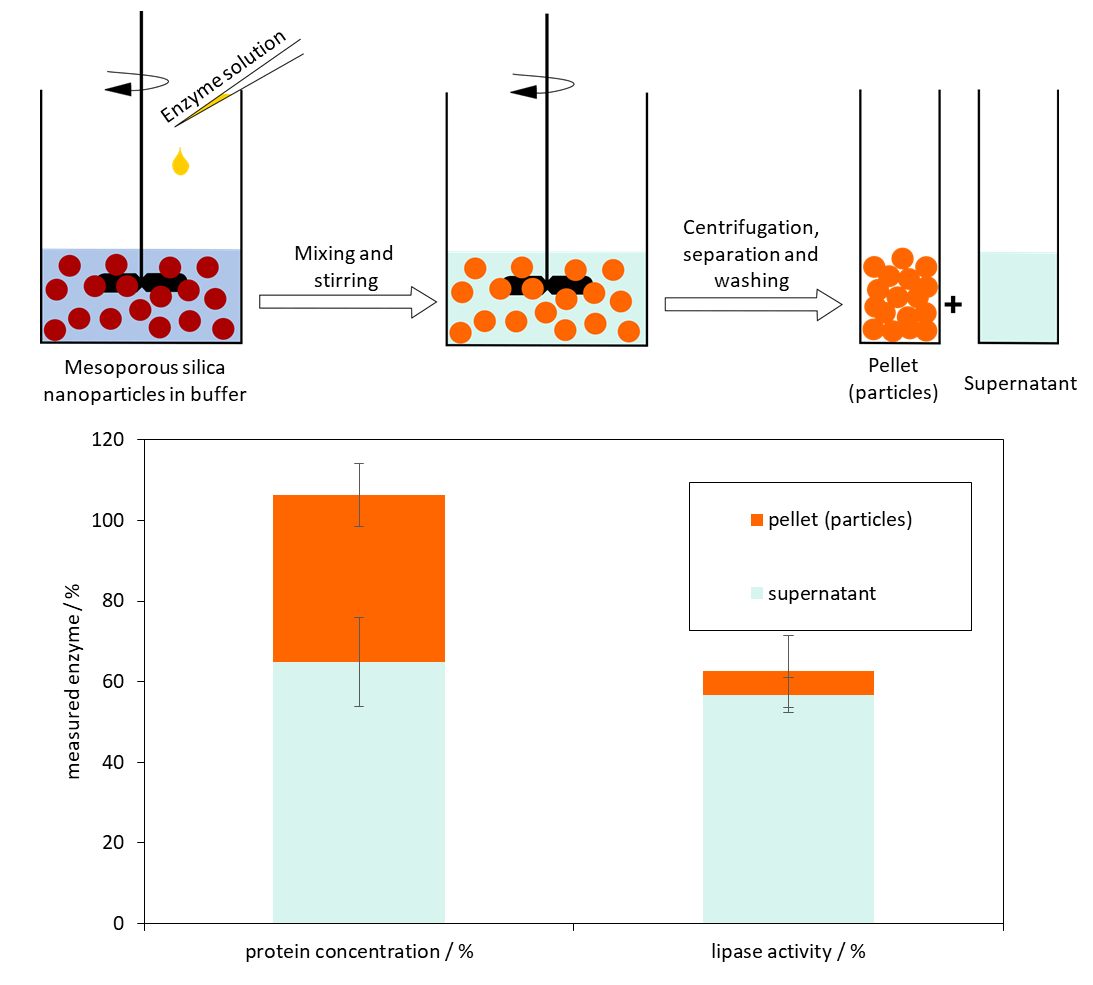 Enzyme solution
Mixing and
stirring
Centrifugation,
separation and
washing
+
Mesoporous silica
nanoparticles in buffer
Pellet
(particles)
Supernatant
120
100
80
60
40
20
0
measured enzyme / %
pellet (particles)
supernatant
protein concentration / %
lipase activity / %